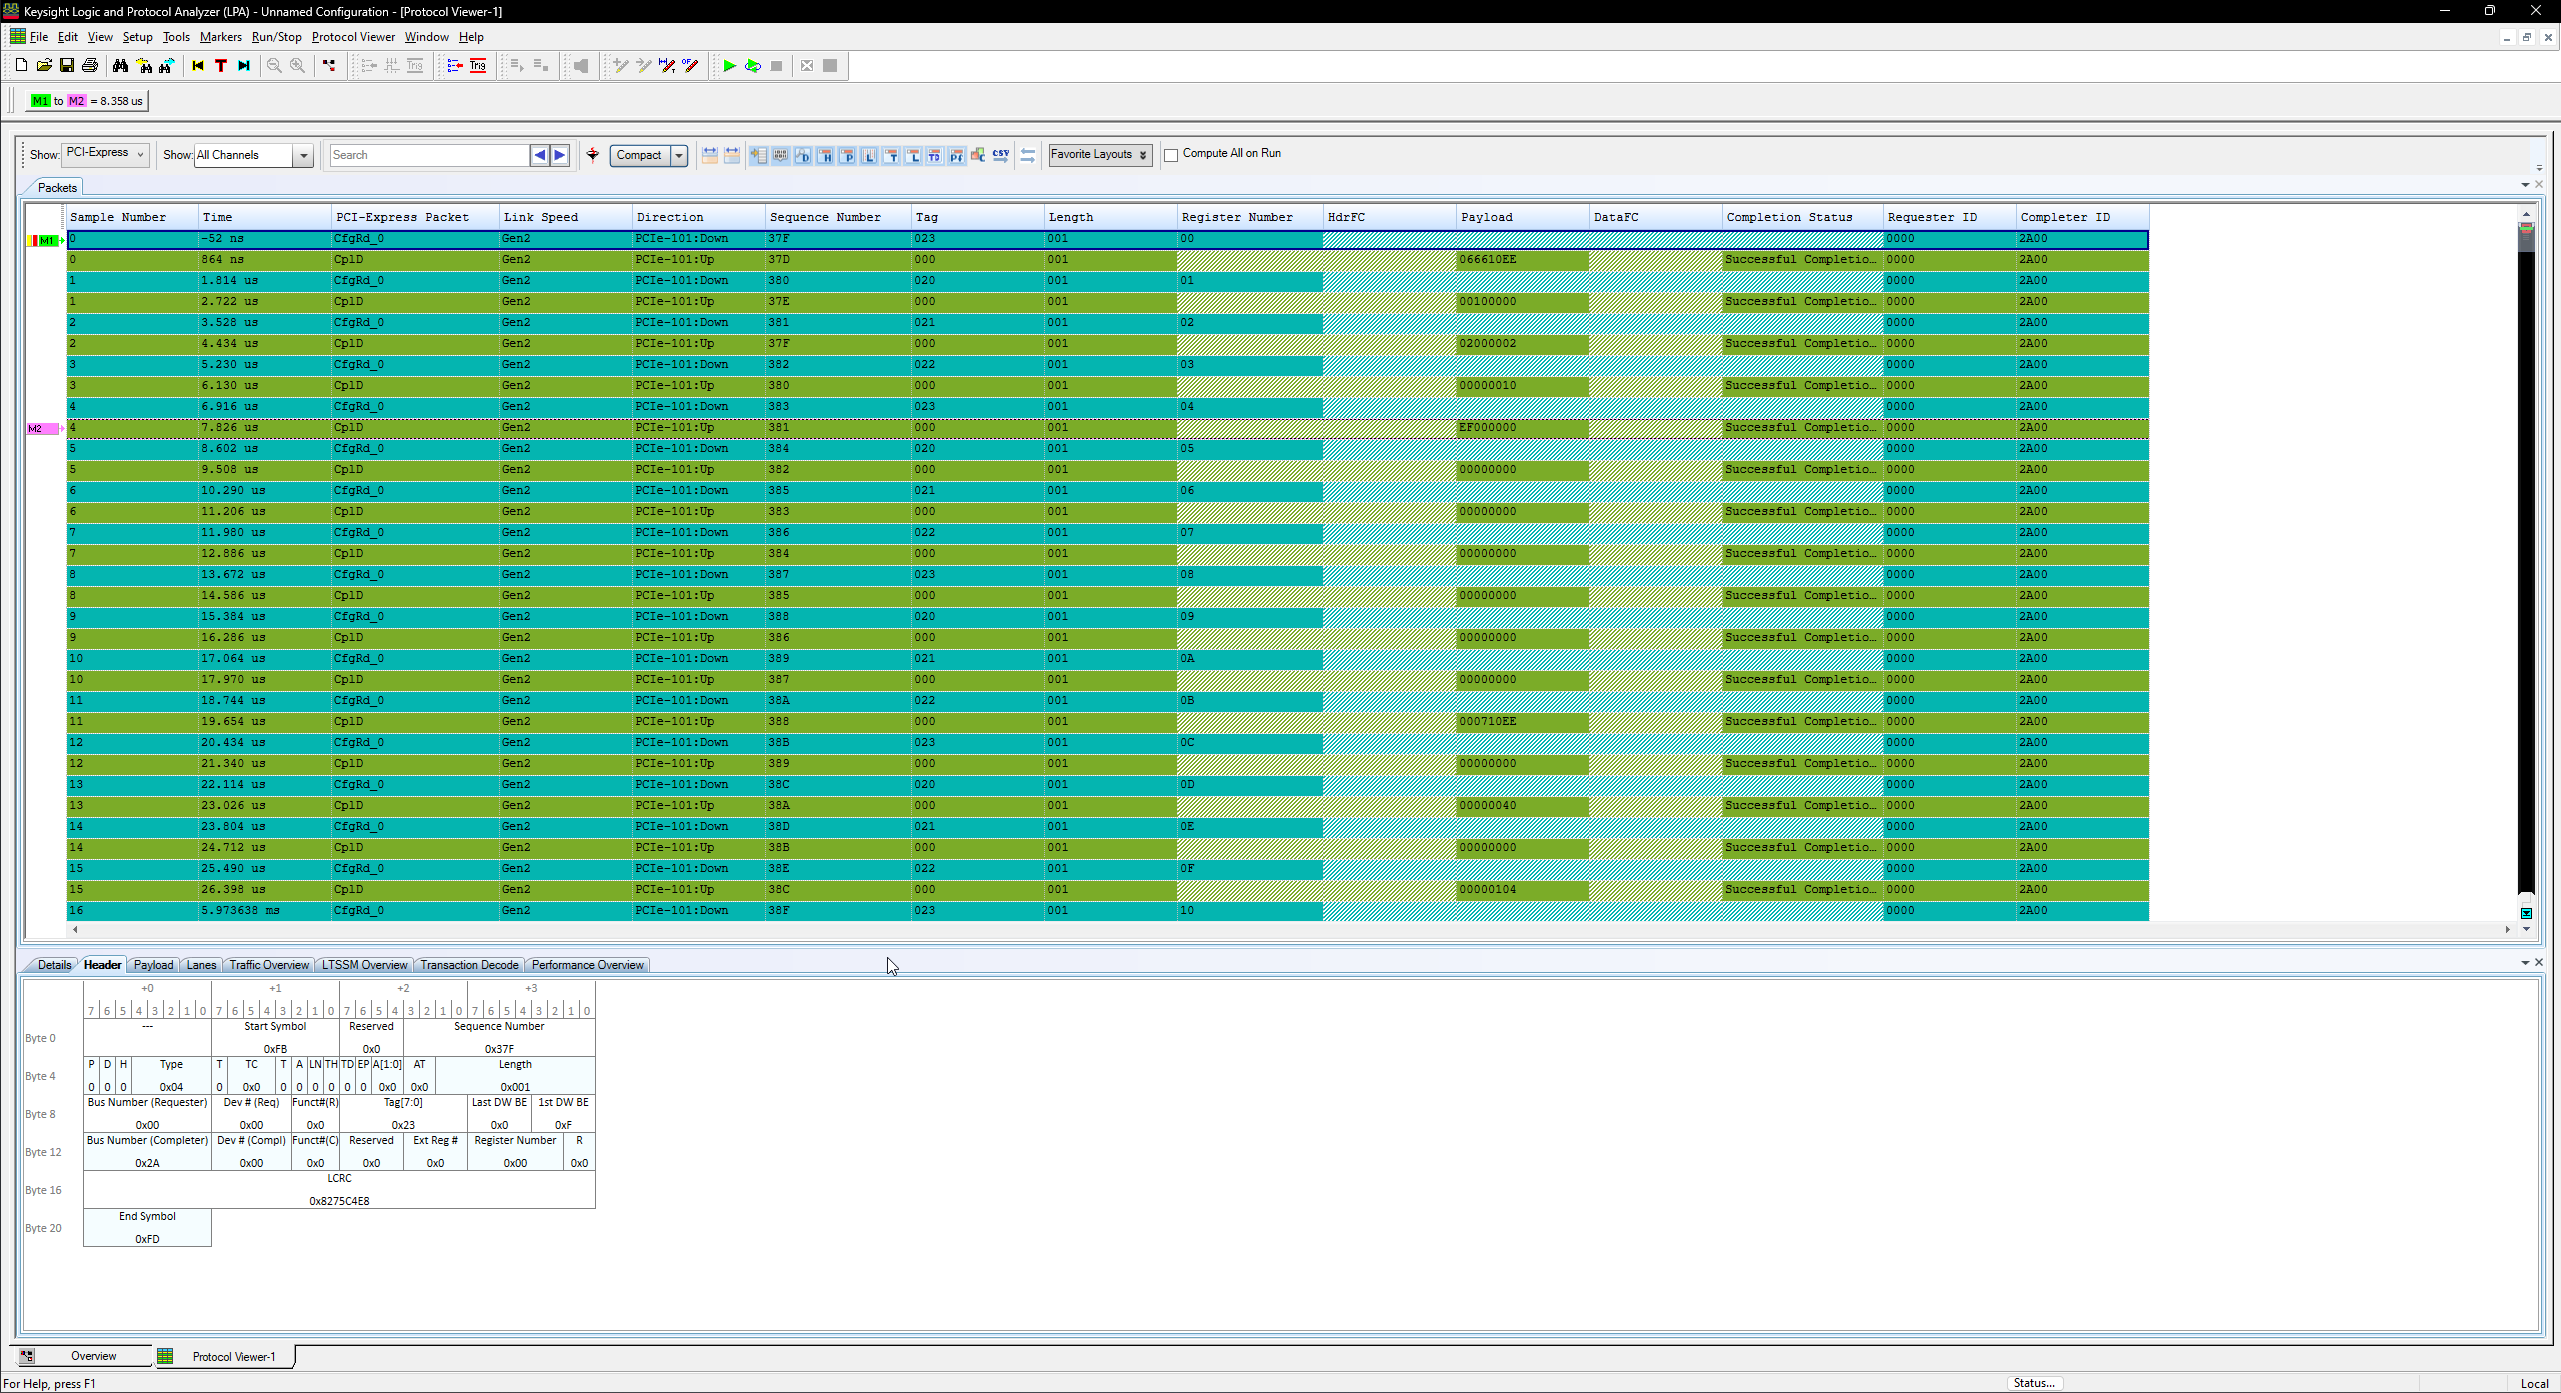 Keysight Logic and Protocol Analyzer (LPA) - Unnamed Configuration - [Protocol Viewer-1]
File Edit View Setup Tools Markers Run/Stop Protocol Viewer Window Help
M1 to M2 = 8.358 us
Show: PCI-Express Show: All Channels Search Compact Favorite Layouts Compute All on Run
Packets
Sample Number Time PCI-Express Packet Link Speed Direction Sequence Number Tag Length Register Number HdrFC Payload DataFC Completion Status Requester ID Completer ID
M1 0 -52 ns CfgRd_0 Gen2 PCIe-101:Down 37F 023 001 00 0000 2A00
0 864 ns CplD Gen2 PCIe-101:Up 37D 000 001 066610EE Successful Completio... 0000 2A00
1 1.814 us CfgRd_0 Gen2 PCIe-101:Down 380 020 001 01 0000 2A00
1 2.722 us CplD Gen2 PCIe-101:Up 37E 000 001 00100000 Successful Completio... 0000 2A00
2 3.528 us CfgRd_0 Gen2 PCIe-101:Down 381 021 001 02 0000 2A00
2 4.434 us CplD Gen2 PCIe-101:Up 37F 000 001 02000002 Successful Completio... 0000 2A00
3 5.230 us CfgRd_0 Gen2 PCIe-101:Down 382 022 001 03 0000 2A00
3 6.130 us CplD Gen2 PCIe-101:Up 380 000 001 00000010 Successful Completio... 0000 2A00
4 6.916 us CfgRd_0 Gen2 PCIe-101:Down 383 023 001 04 0000 2A00
M2 4 7.826 us CplD Gen2 PCIe-101:Up 381 000 001 EF000000 Successful Completio... 0000 2A00
5 8.602 us CfgRd_0 Gen2 PCIe-101:Down 384 020 001 05 0000 2A00
5 9.508 us CplD Gen2 PCIe-101:Up 382 000 001 00000000 Successful Completio... 0000 2A00
6 10.290 us CfgRd_0 Gen2 PCIe-101:Down 385 021 001 06 0000 2A00
6 11.206 us CplD Gen2 PCIe-101:Up 383 000 001 00000000 Successful Completio... 0000 2A00
7 11.980 us CfgRd_0 Gen2 PCIe-101:Down 386 022 001 07 0000 2A00
7 12.886 us CplD Gen2 PCIe-101:Up 384 000 001 00000000 Successful Completio... 0000 2A00
8 13.672 us CfgRd_0 Gen2 PCIe-101:Down 387 023 001 08 0000 2A00
8 14.586 us CplD Gen2 PCIe-101:Up 385 000 001 00000000 Successful Completio... 0000 2A00
9 15.384 us CfgRd_0 Gen2 PCIe-101:Down 388 020 001 09 0000 2A00
9 16.286 us CplD Gen2 PCIe-101:Up 386 000 001 00000000 Successful Completio... 0000 2A00
10 17.064 us CfgRd_0 Gen2 PCIe-101:Down 389 021 001 0A 0000 2A00
10 17.970 us CplD Gen2 PCIe-101:Up 387 000 001 00000000 Successful Completio... 0000 2A00
11 18.744 us CfgRd_0 Gen2 PCIe-101:Down 38A 022 001 0B 0000 2A00
11 19.654 us CplD Gen2 PCIe-101:Up 388 000 001 000710EE Successful Completio... 0000 2A00
12 20.434 us CfgRd_0 Gen2 PCIe-101:Down 38B 023 001 0C 0000 2A00
12 21.340 us CplD Gen2 PCIe-101:Up 389 000 001 00000000 Successful Completio... 0000 2A00
13 22.114 us CfgRd_0 Gen2 PCIe-101:Down 38C 020 001 0D 0000 2A00
13 23.026 us CplD Gen2 PCIe-101:Up 38A 000 001 00000040 Successful Completio... 0000 2A00
14 23.804 us CfgRd_0 Gen2 PCIe-101:Down 38D 021 001 0E 0000 2A00
14 24.712 us CplD Gen2 PCIe-101:Up 38B 000 001 00000000 Successful Completio... 0000 2A00
15 25.490 us CfgRd_0 Gen2 PCIe-101:Down 38E 022 001 0F 0000 2A00
15 26.398 us CplD Gen2 PCIe-101:Up 38C 000 001 00000104 Successful Completio... 0000 2A00
16 5.973638 ms CfgRd_0 Gen2 PCIe-101:Down 38F 023 001 10 0000 2A00
Details Header Payload Lanes Traffic Overview LTSSM Overview Transaction Decode Performance Overview
+0 +1 +2 +3
7 6 5 4 3 2 1 0 7 6 5 4 3 2 1 0 7 6 5 4 3 2 1 0 7 6 5 4 3 2 1 0
--- Start Symbol Reserved Sequence Number
Byte 0
0xFB 0x0 0x37F
P D H Type T TC T A LN TH TD EP A[1:0] AT Length
Byte 4
0 0 0 0x04 0 0x0 0 0 0 0 0 0 0x0 0x0 0x001
Bus Number (Requester) Dev # (Req) Funct#(R) Tag[7:0] Last DW BE 1st DW BE
Byte 8
0x00 0x00 0x0 0x23 0x0 0xF
Bus Number (Completer) Dev # (Compl) Funct#(C) Reserved Ext Reg # Register Number R
Byte 12
0x2A 0x00 0x0 0x0 0x0 0x00 0x0
LCRC
Byte 16
0x8275C4E8
End Symbol
Byte 20
0xFD
Overview Protocol Viewer-1
For Help, press F1 Status... Local